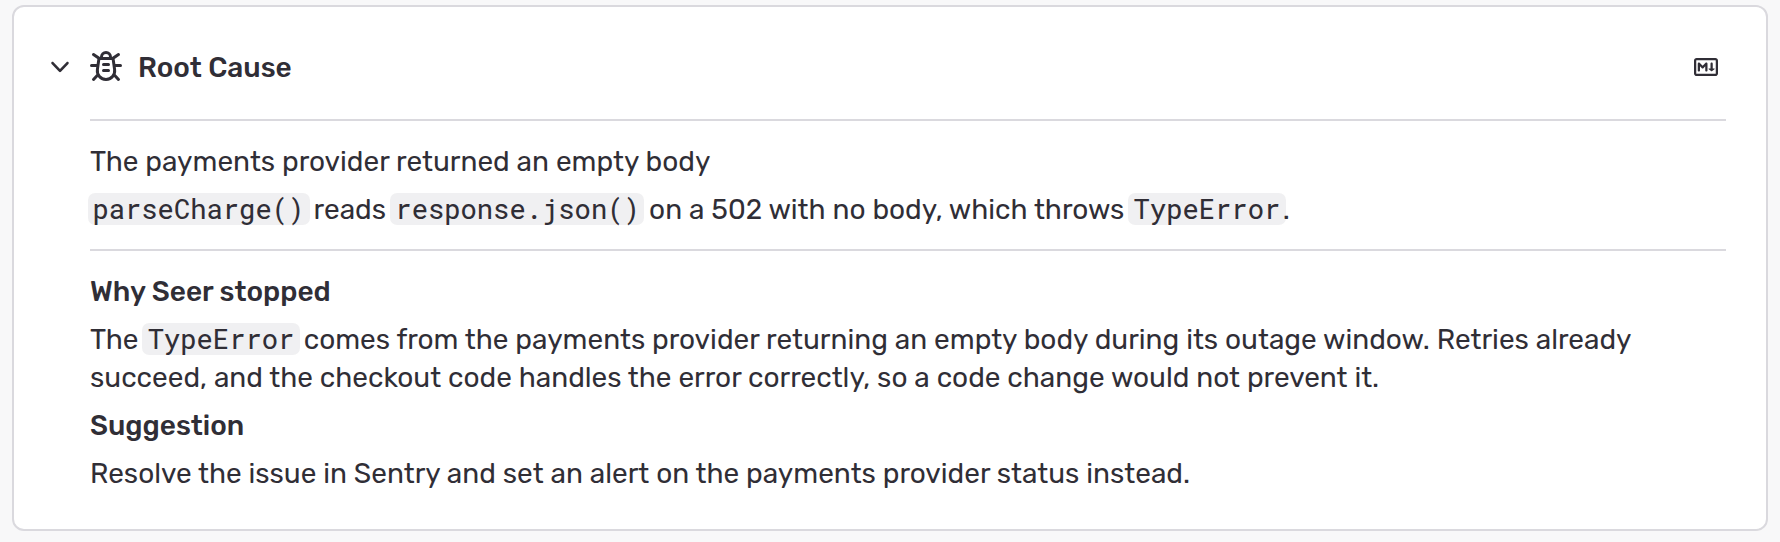 Root Cause
M↓
The payments provider returned an empty body
parseCharge() reads response.json() on a 502 with no body, which throws TypeError.
Why Seer stopped
The TypeError comes from the payments provider returning an empty body during its outage window. Retries already
succeed, and the checkout code handles the error correctly, so a code change would not prevent it.
Suggestion
Resolve the issue in Sentry and set an alert on the payments provider status instead.